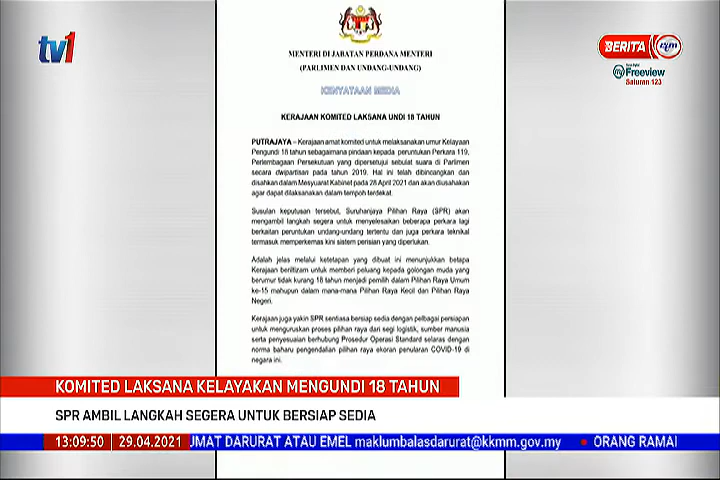 tv1
BERITA rtm
Freeview
Saluran 123
MENTERI DI JABATAN PERDANA MENTERI
(PARLIMEN DAN UNDANG-UNDANG)
KENYATAAN MEDIA
KERAJAAN KOMITED LAKSANA UNDI 18 TAHUN
PUTRAJAYA – Kerajaan amat komited untuk melaksanakan umur Kelayaan
Pengundi 18 tahun sebagaimana pindaan kepada peruntukan Perkara 119,
Perlembagaan Persekutuan yang dipersetujui sebulat suara di Parlimen
secara dwipartisan pada tahun 2019. Hal ini telah dibincangkan dan
disahkan dalam Mesyuarat Kabinet pada 28 April 2021 dan akan diusahakan
agar dapat dilaksanakan dalam tempoh terdekat.
Susulan keputusan tersebut, Suruhanjaya Pilihan Raya (SPR) akan
mengambil langkah segera untuk menyelesaikan beberapa perkara lagi
berkaitan peruntukan undang-undang tertentu dan juga perkara teknikal
termasuk memperkemas kini sistem perisian yang diperlukan.
Adalah jelas melalui ketetapan yang dibuat ini menunjukkan betapa
Kerajaan beriltizam untuk memberi peluang kepada golongan muda yang
berumur tidak kurang 18 tahun menjadi pemilih dalam Pilihan Raya Umum
ke-15 mahupun dalam mana-mana Pilihan Raya Kecil dan Pilihan Raya
Negeri.
Kerajaan juga yakin SPR sentiasa bersiap sedia dengan pelbagai persiapan
untuk menguruskan proses pilihan raya dari segi logistik, sumber manusia
serta penyesuaian berhubung Prosedur Operasi Standard selaras dengan
norma baharu pengendalian pilihan raya ekoran penularan COVID-19 di
negara ini.
KOMITED LAKSANA KELAYAKAN MENGUNDI 18 TAHUN
SPR AMBIL LANGKAH SEGERA UNTUK BERSIAP SEDIA
13:09:50 29.04.2021 UMAT DARURAT ATAU EMEL maklumbalasdarurat@kkmm.gov.my • ORANG RAMAI